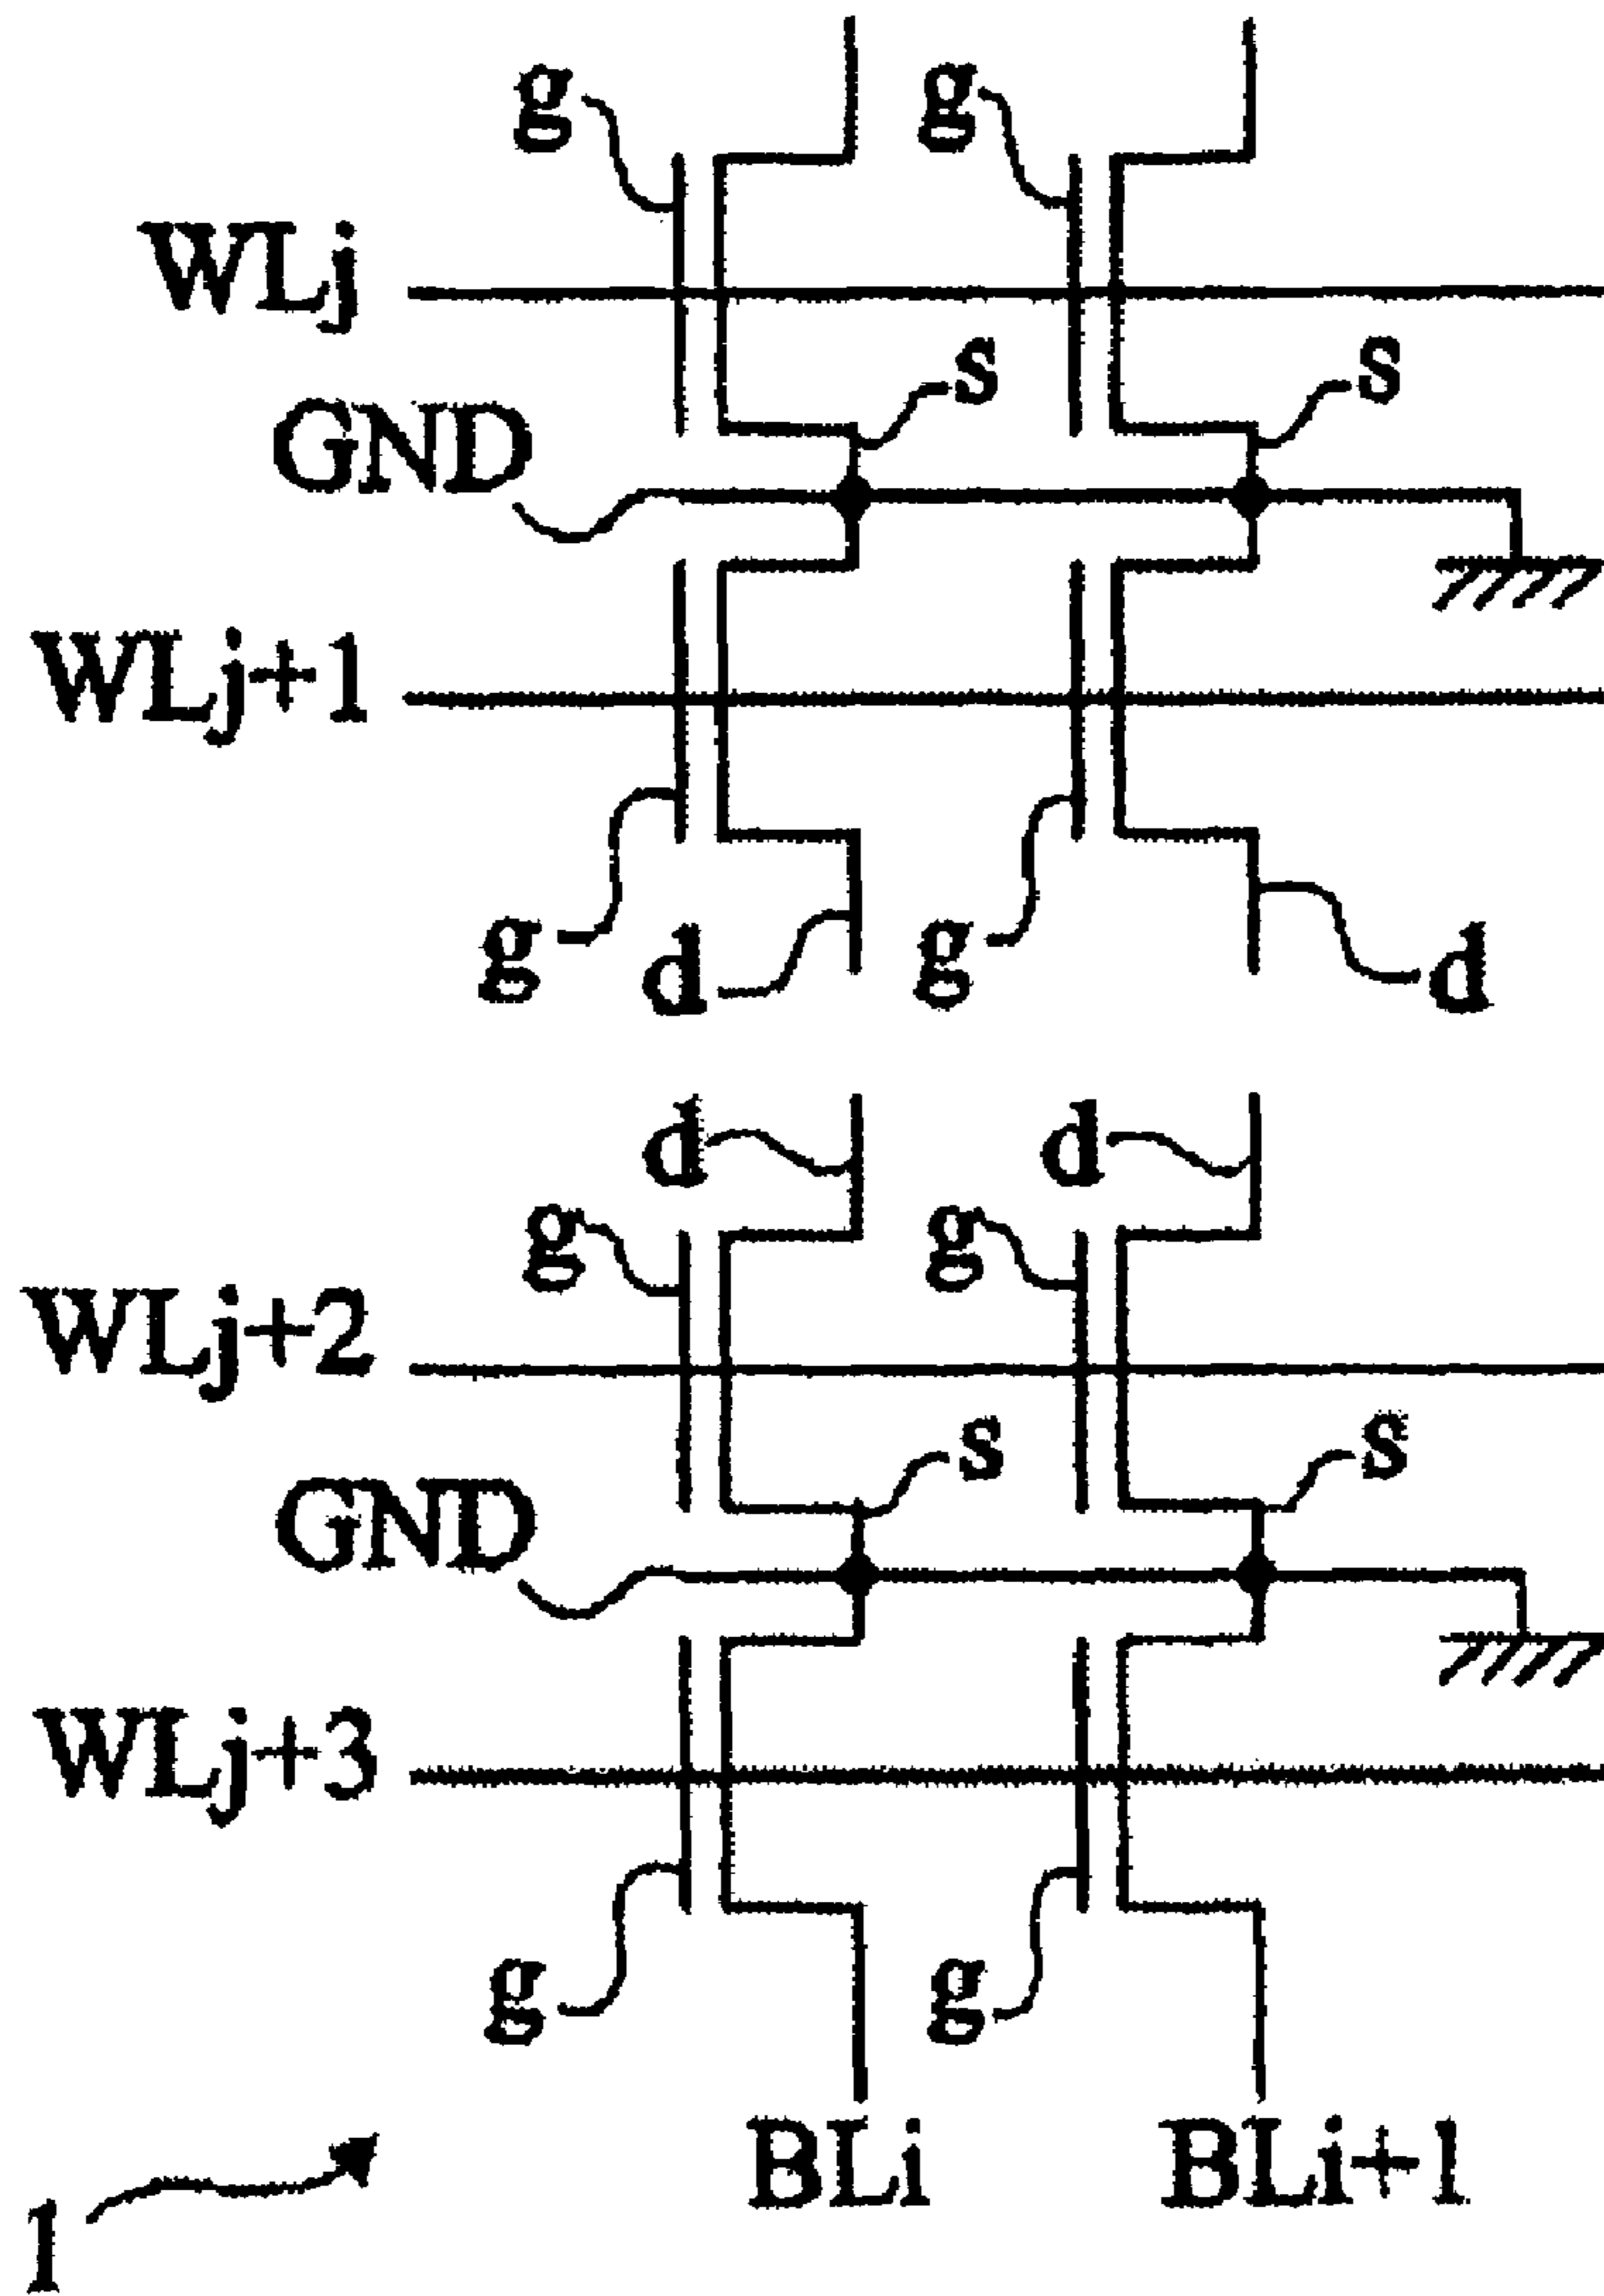 g g
WLj
s s
GND
WLj+1
g d g d
d d
g g
WLj+2
s s
GND
WLj+3
g g
BLi BLi+1
1